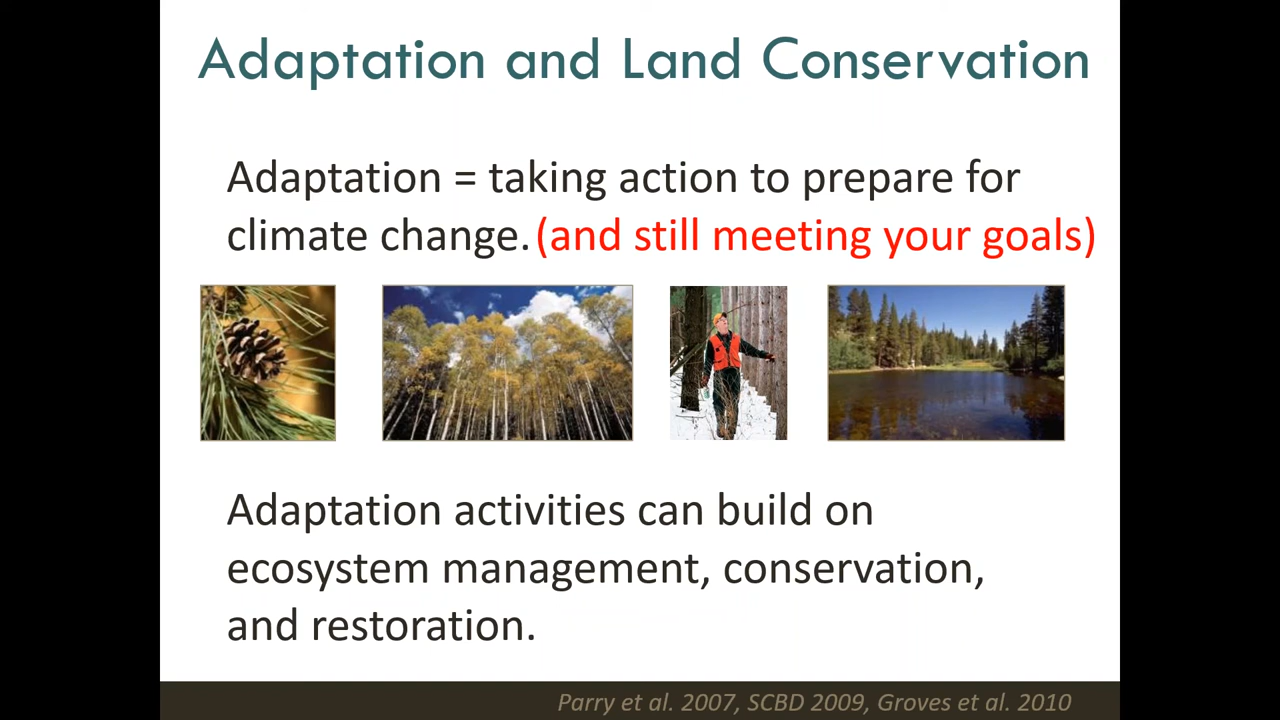 Adaptation and Land Conservation
Adaptation = taking action to prepare for
climate change. (and still meeting your goals)
Adaptation activities can build on
ecosystem management, conservation,
and restoration.
Parry et al. 2007, SCBD 2009, Groves et al. 2010